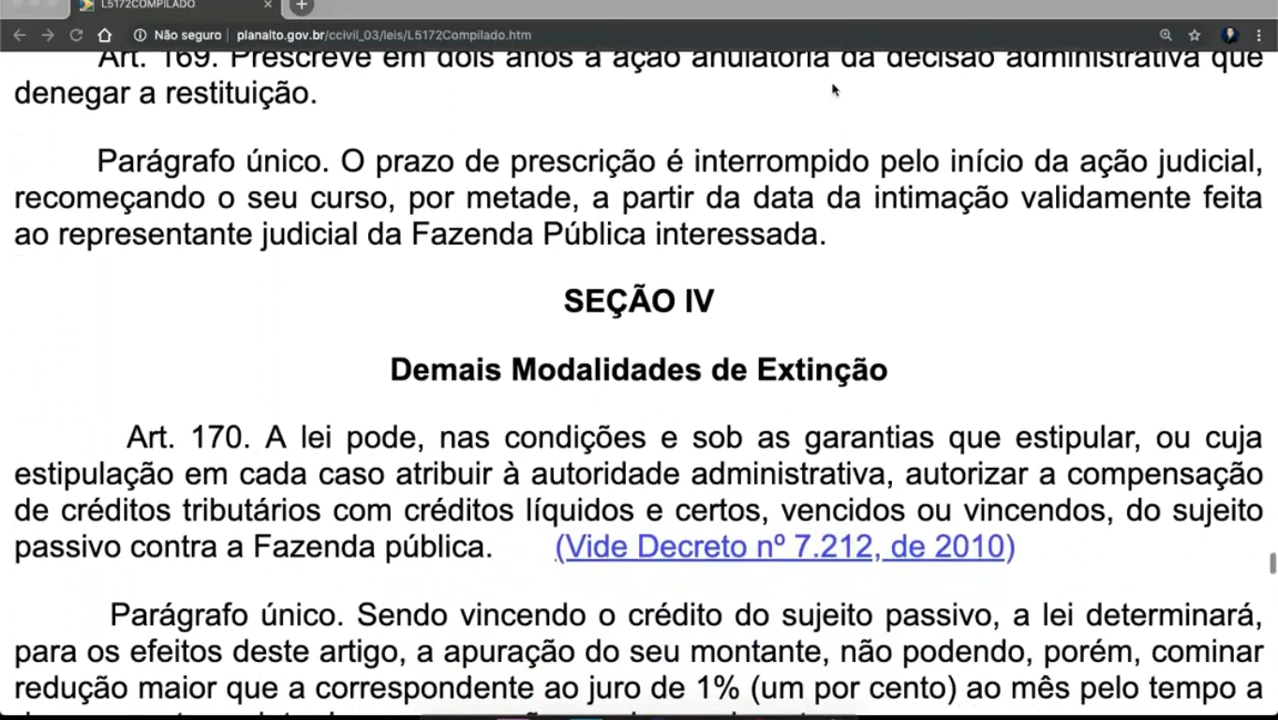 L5172COMPILADO
Não seguro
planalto.gov.br/ccivil_03/leis/L5172Compilado.htm
Art. 169. Prescreve em dois anos a ação anulatória da decisão administrativa que
denegar a restituição.
Parágrafo único. O prazo de prescrição é interrompido pelo início da ação judicial,
recomeçando o seu curso, por metade, a partir da data da intimação validamente feita
ao representante judicial da Fazenda Pública interessada.
SEÇÃO IV
Demais Modalidades de Extinção
Art. 170. A lei pode, nas condições e sob as garantias que estipular, ou cuja
estipulação em cada caso atribuir à autoridade administrativa, autorizar a compensação
de créditos tributários com créditos líquidos e certos, vencidos ou vincendos, do sujeito
passivo contra a Fazenda pública. (Vide Decreto nº 7.212, de 2010)
Parágrafo único. Sendo vincendo o crédito do sujeito passivo, a lei determinará,
para os efeitos deste artigo, a apuração do seu montante, não podendo, porém, cominar
redução maior que a correspondente ao juro de 1% (um por cento) ao mês pelo tempo a